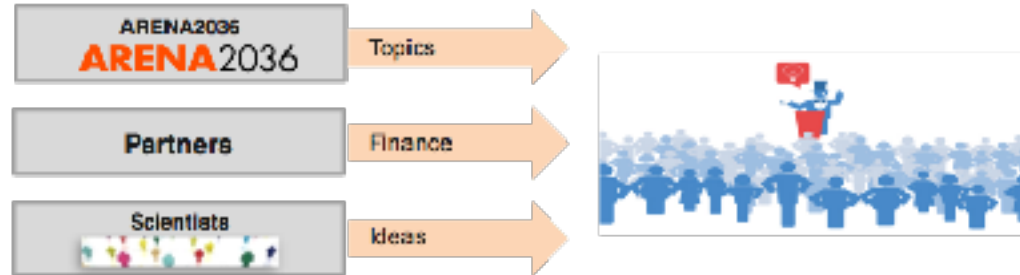 ARENA2036
ARENA2036
Topics
Partners
Finance
Scientists
Ideas